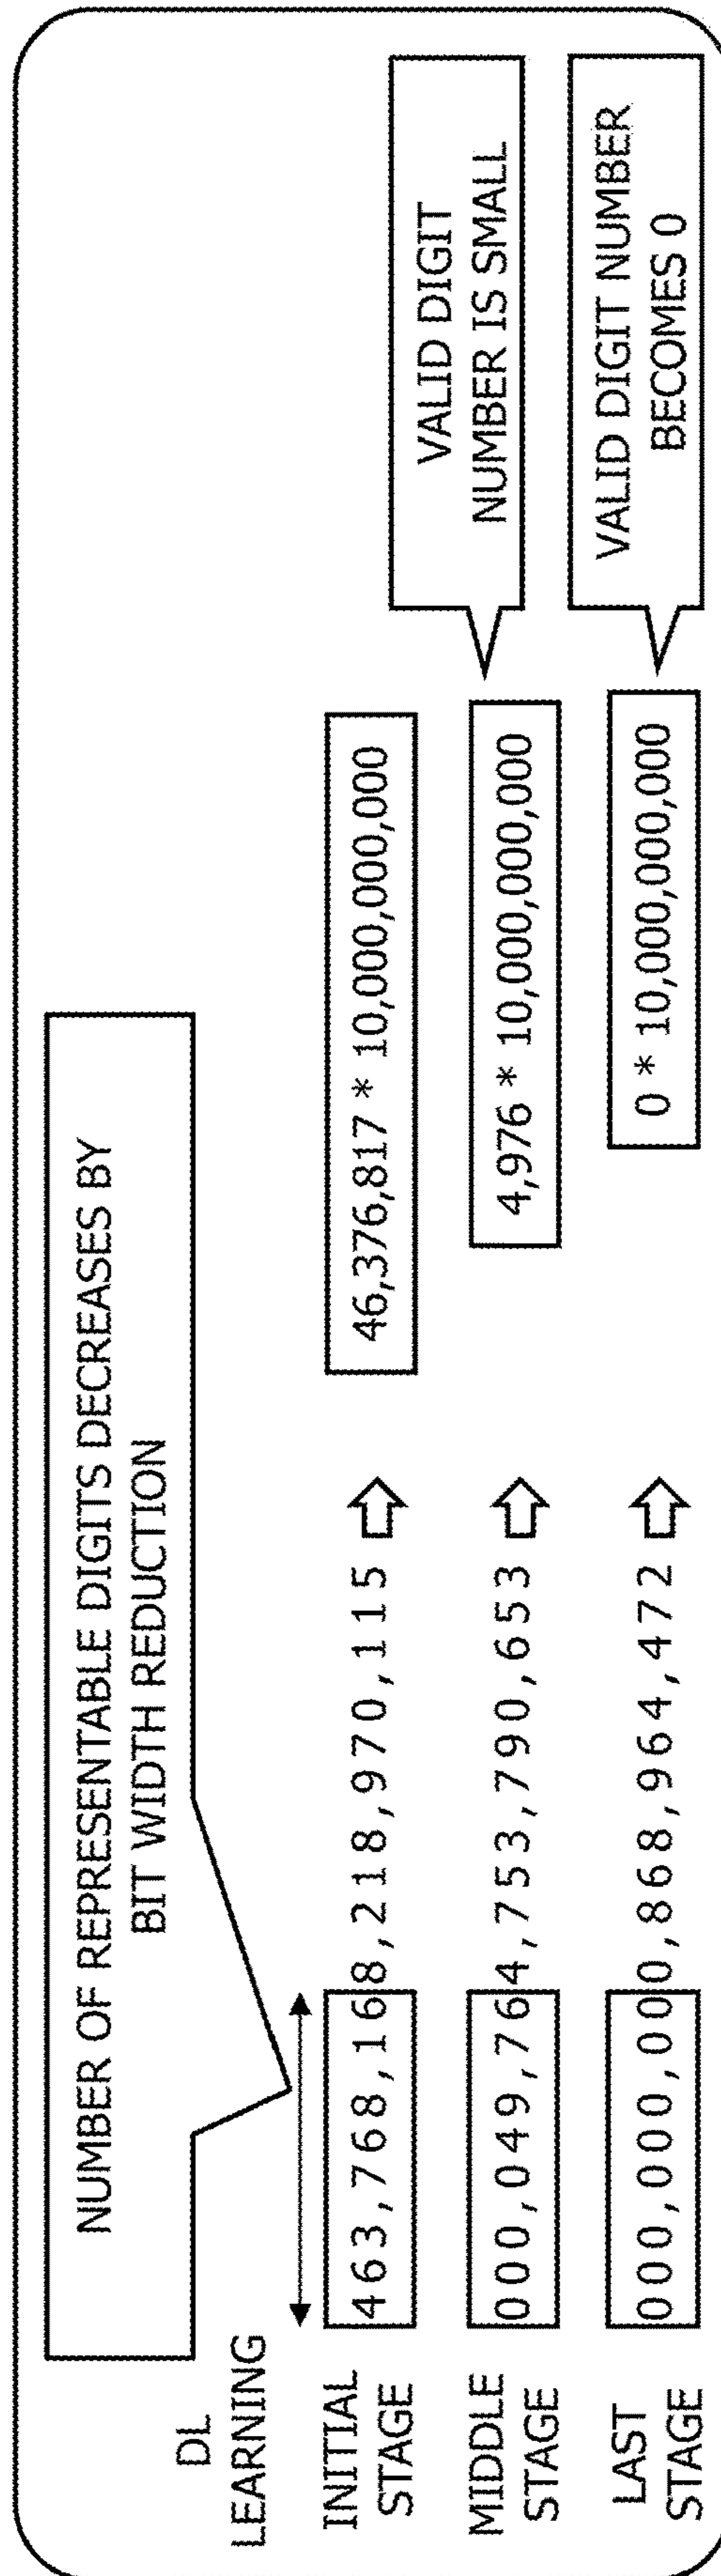 NUMBER OF REPRESENTABLE DIGITS DECREASES BY
BIT WIDTH REDUCTION
DL
LEARNING
INITIAL
STAGE
463,768,168,218,970,115
46,376,817 * 10,000,000,000
MIDDLE
STAGE
000,049,764,753,790,653
4,976 * 10,000,000,000
VALID DIGIT
NUMBER IS SMALL
LAST
STAGE
000,000,000,868,964,472
0 * 10,000,000,000
VALID DIGIT NUMBER
BECOMES 0